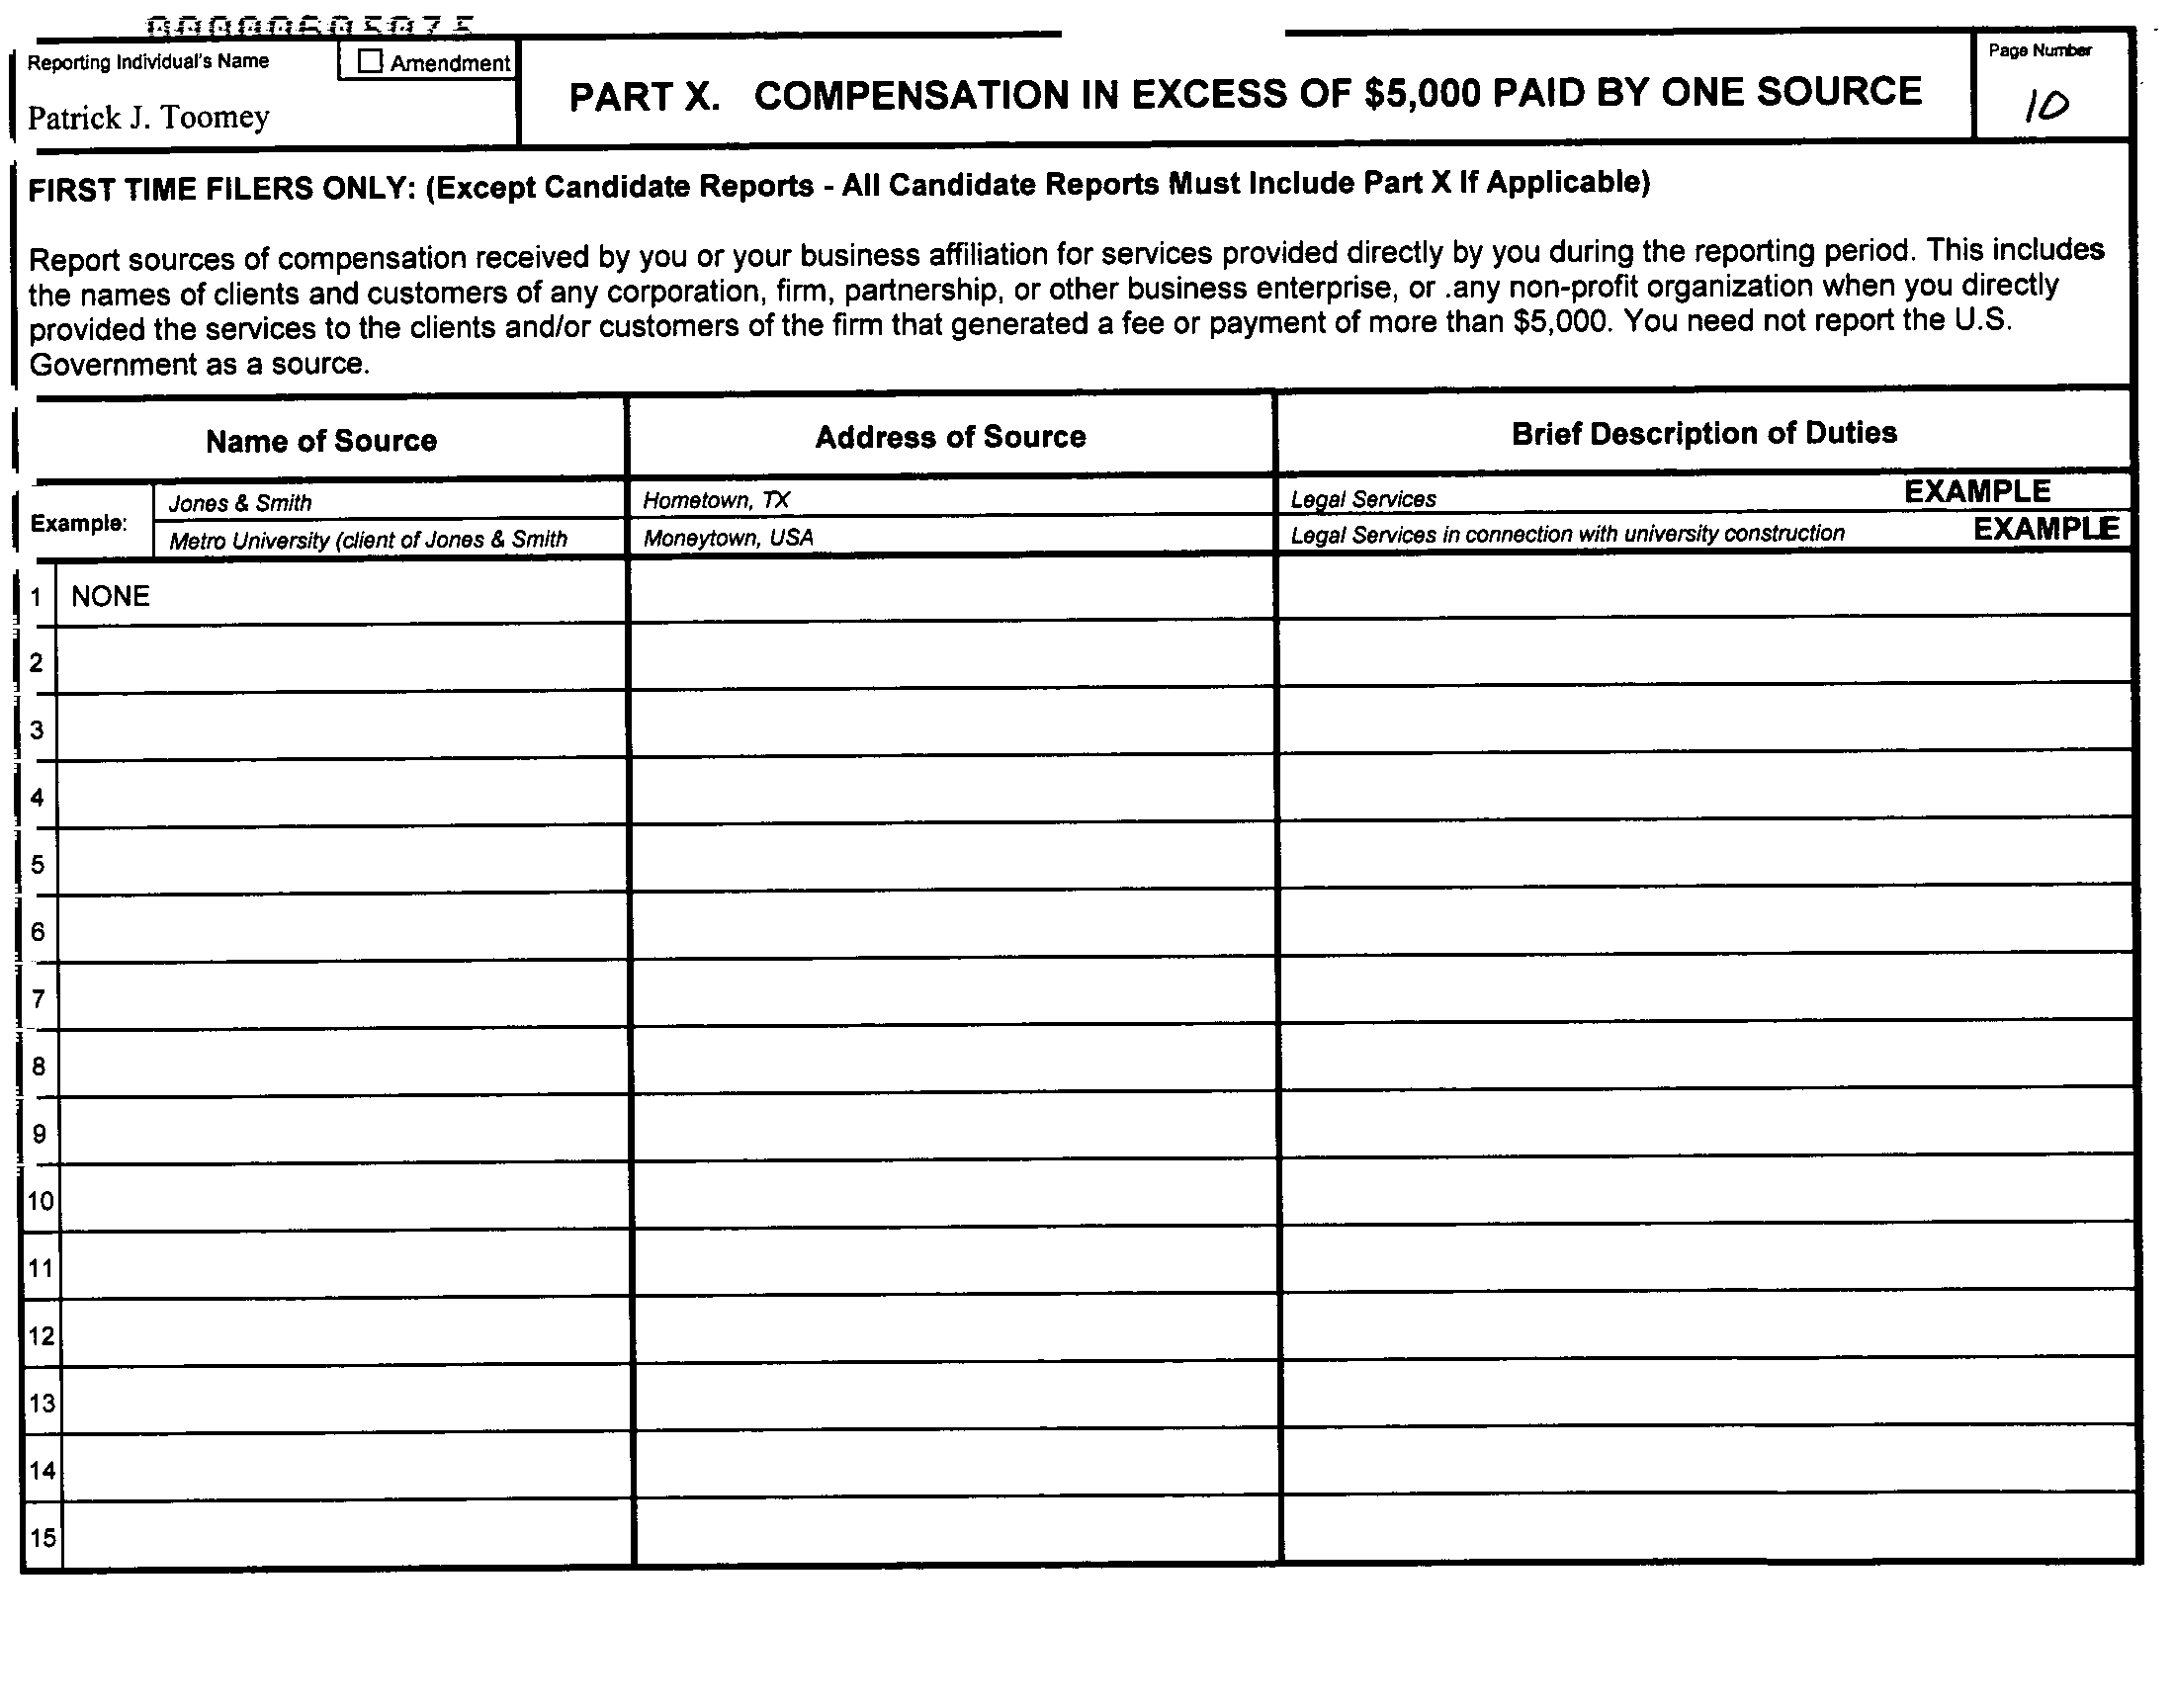 Reporting Individual's Name
Amendment
Patrick J. Toomey
PART X. COMPENSATION IN EXCESS OF $5,000 PAID BY ONE SOURCE
Page Number
10
FIRST TIME FILERS ONLY: (Except Candidate Reports - All Candidate Reports Must Include Part X If Applicable)
Report sources of compensation received by you or your business affiliation for services provided directly by you during the reporting period. This includes
the names of clients and customers of any corporation, firm, partnership, or other business enterprise, or .any non-profit organization when you directly
provided the services to the clients and/or customers of the firm that generated a fee or payment of more than $5,000. You need not report the U.S.
Government as a source.
Name of Source Address of Source Brief Description of Duties
Example:
Jones & Smith Hometown, TX Legal Services EXAMPLE
Metro University (client of Jones & Smith Moneytown, USA Legal Services in connection with university construction EXAMPLE
1 NONE
2
3
4
5
6
7
8
9
10
11
12
13
14
15